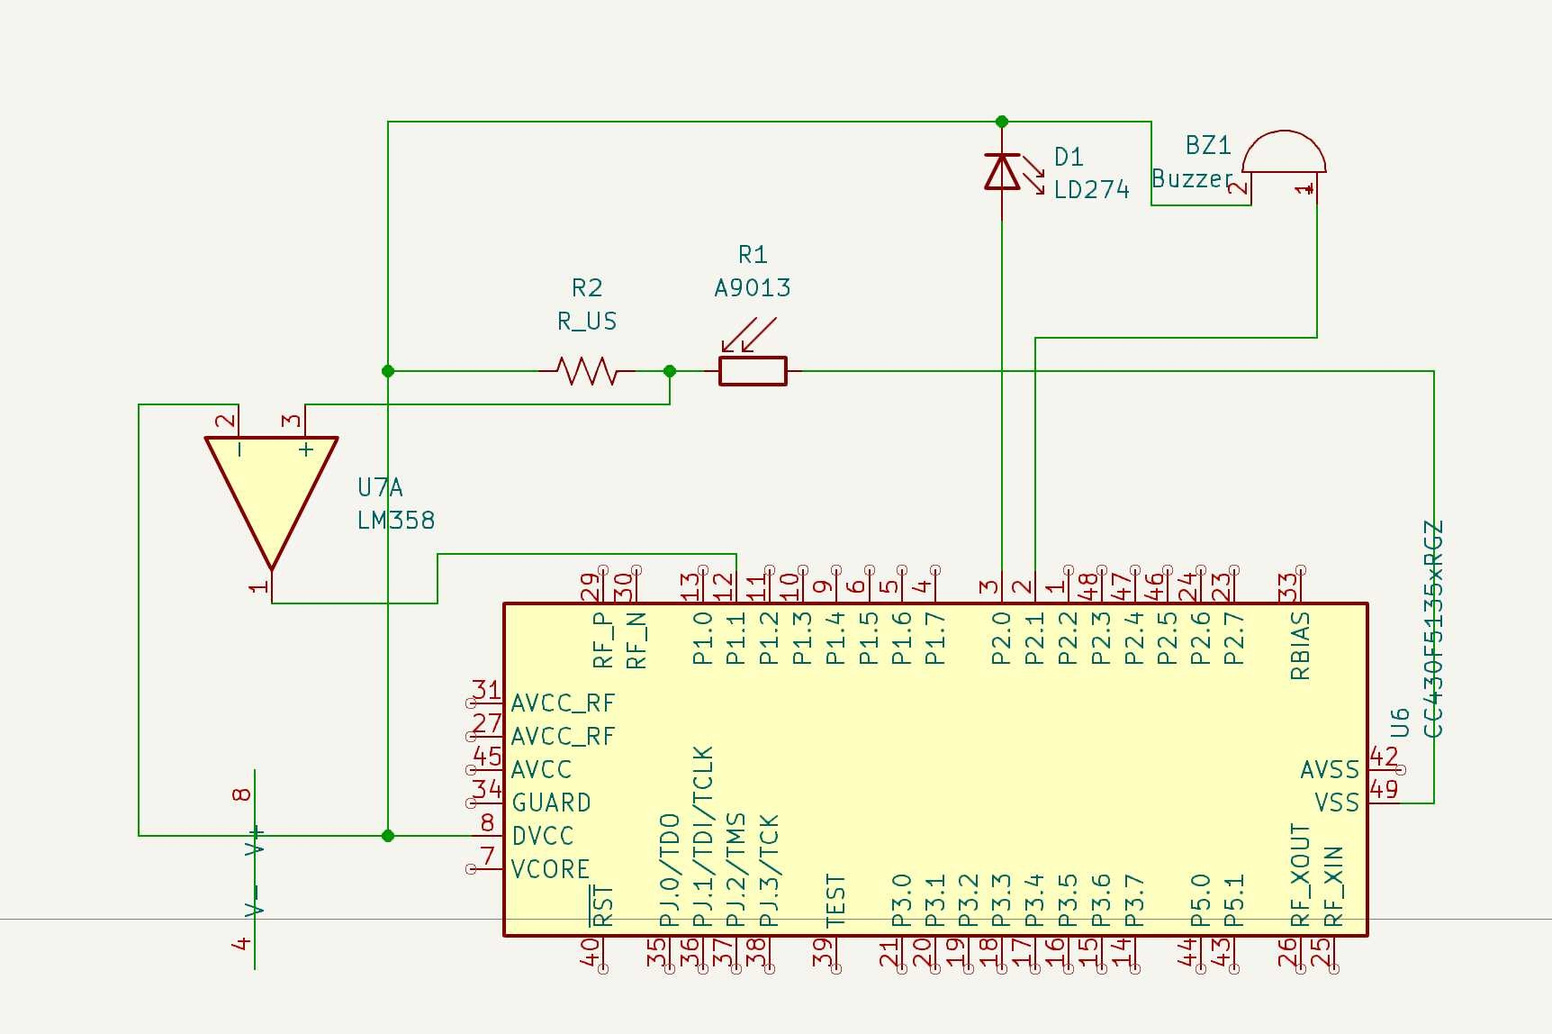 BZ1
Buzzer
2
1
D1
LD274
R1
A9013
R2
R_US
2
3
−
+
U7A
LM358
1
29
30
13
12
11
10
9
6
5
4
3
2
1
48
47
46
24
23
33
RF_P
RF_N
P1.0
P1.1
P1.2
P1.3
P1.4
P1.5
P1.6
P1.7
P2.0
P2.1
P2.2
P2.3
P2.4
P2.5
P2.6
P2.7
RBIAS
U6
CC430F5135xRGZ
31
AVCC_RF
27
AVCC_RF
45
AVCC
34
GUARD
8
DVCC
7
VCORE
42
AVSS
49
VSS
8
V+
V-
4
RST
PJ.0/TDO
PJ.1/TDI/TCLK
PJ.2/TMS
PJ.3/TCK
TEST
P3.0
P3.1
P3.2
P3.3
P3.4
P3.5
P3.6
P3.7
P5.0
P5.1
RF_XOUT
RF_XIN
40
35
36
37
38
39
21
20
19
18
17
16
15
14
44
43
26
25